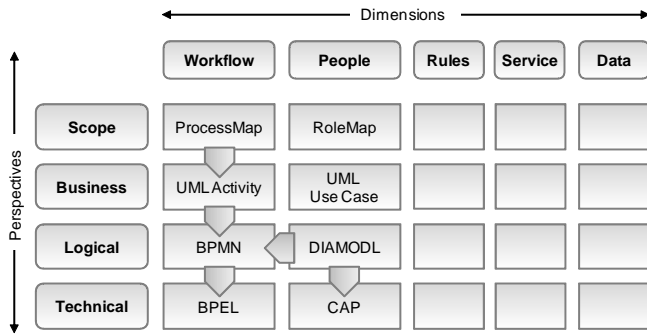 Dimensions
Workflow People Rules Service Data
Perspectives
Scope ProcessMap RoleMap
Business UML Activity UML
Use Case
Logical BPMN DIAMODL
Technical BPEL CAP